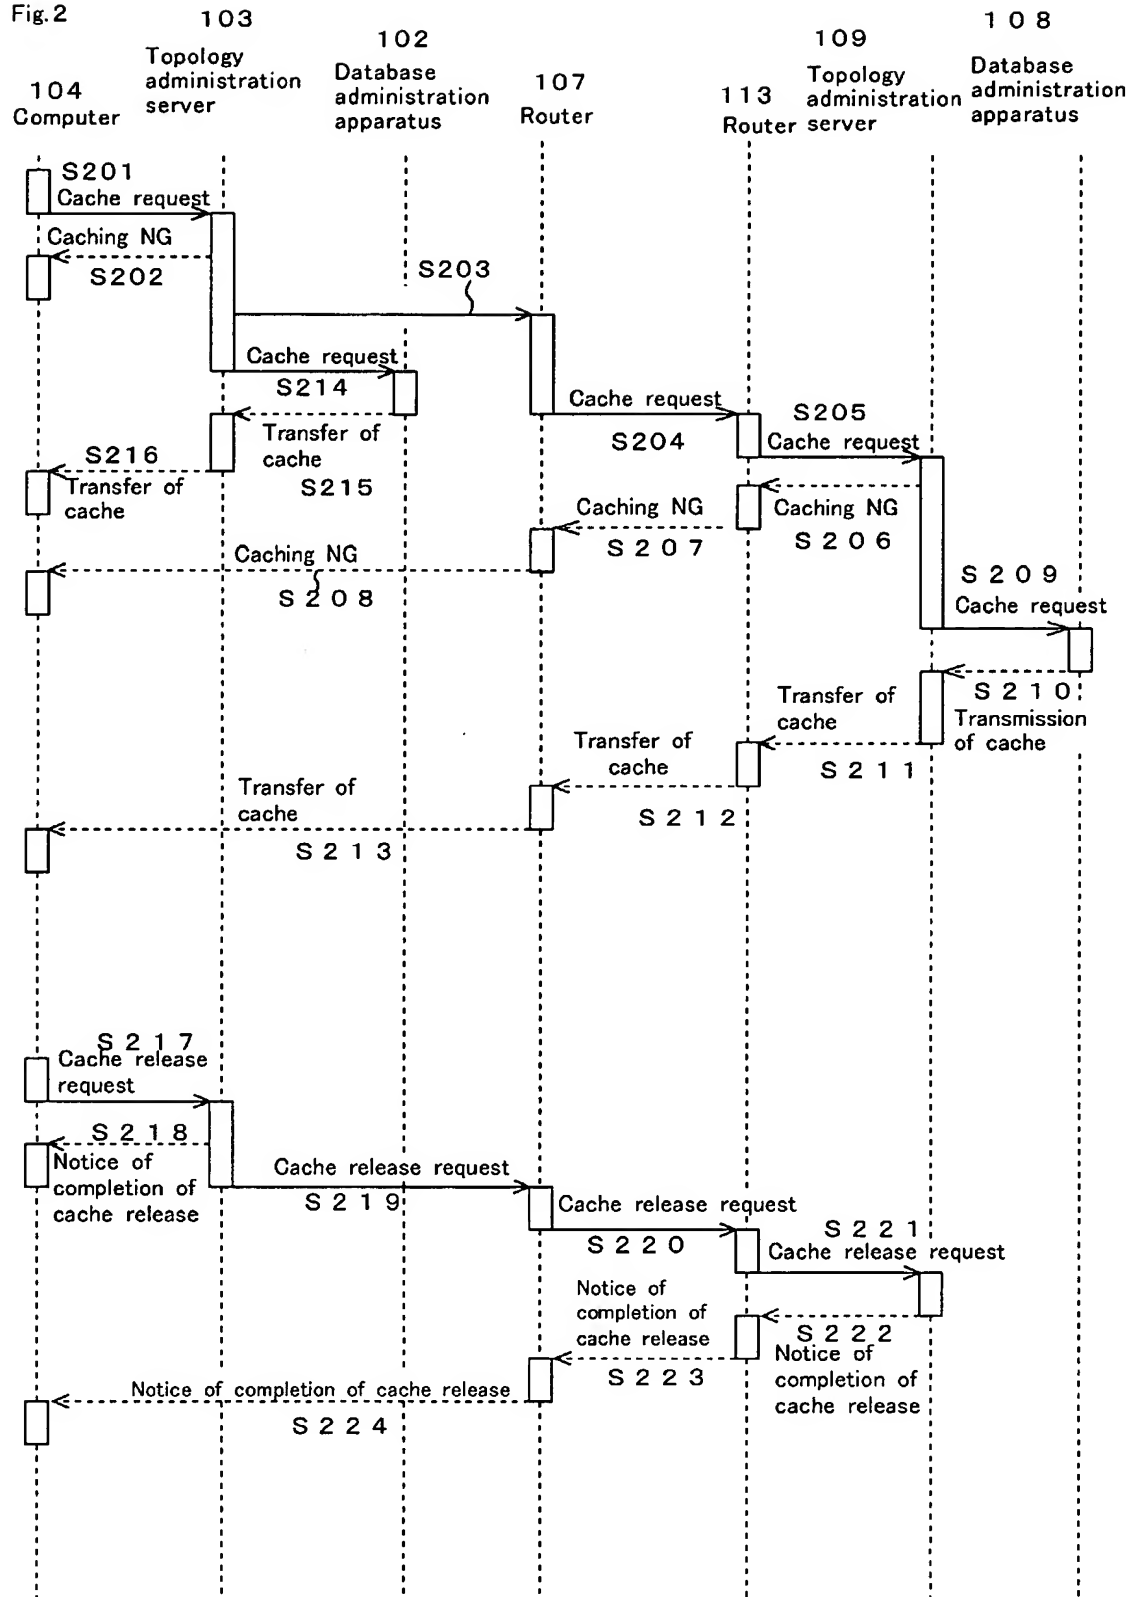 Fig.2
104
Computer
103
Topology
administration
server
102
Database
administration
apparatus
107
Router
113
Router
109
Topology
administration
server
108
Database
administration
apparatus
S201
Cache request
Caching NG
S202
S203
Cache request
S214
Cache request
S204
S205
Cache request
Transfer of
cache
S215
S216
Transfer of
cache
Caching NG
S206
Caching NG
S207
Caching NG
S208
S209
Cache request
S210
Transmission
of cache
Transfer of
cache
S211
Transfer of
cache
S212
Transfer of
cache
S213
S217
Cache release
request
S218
Notice of
completion of
cache release
Cache release request
S219
Cache release request
S220
S221
Cache release request
S222
Notice of
completion of
cache release
Notice of
completion of
cache release
S223
Notice of completion of cache release
S224